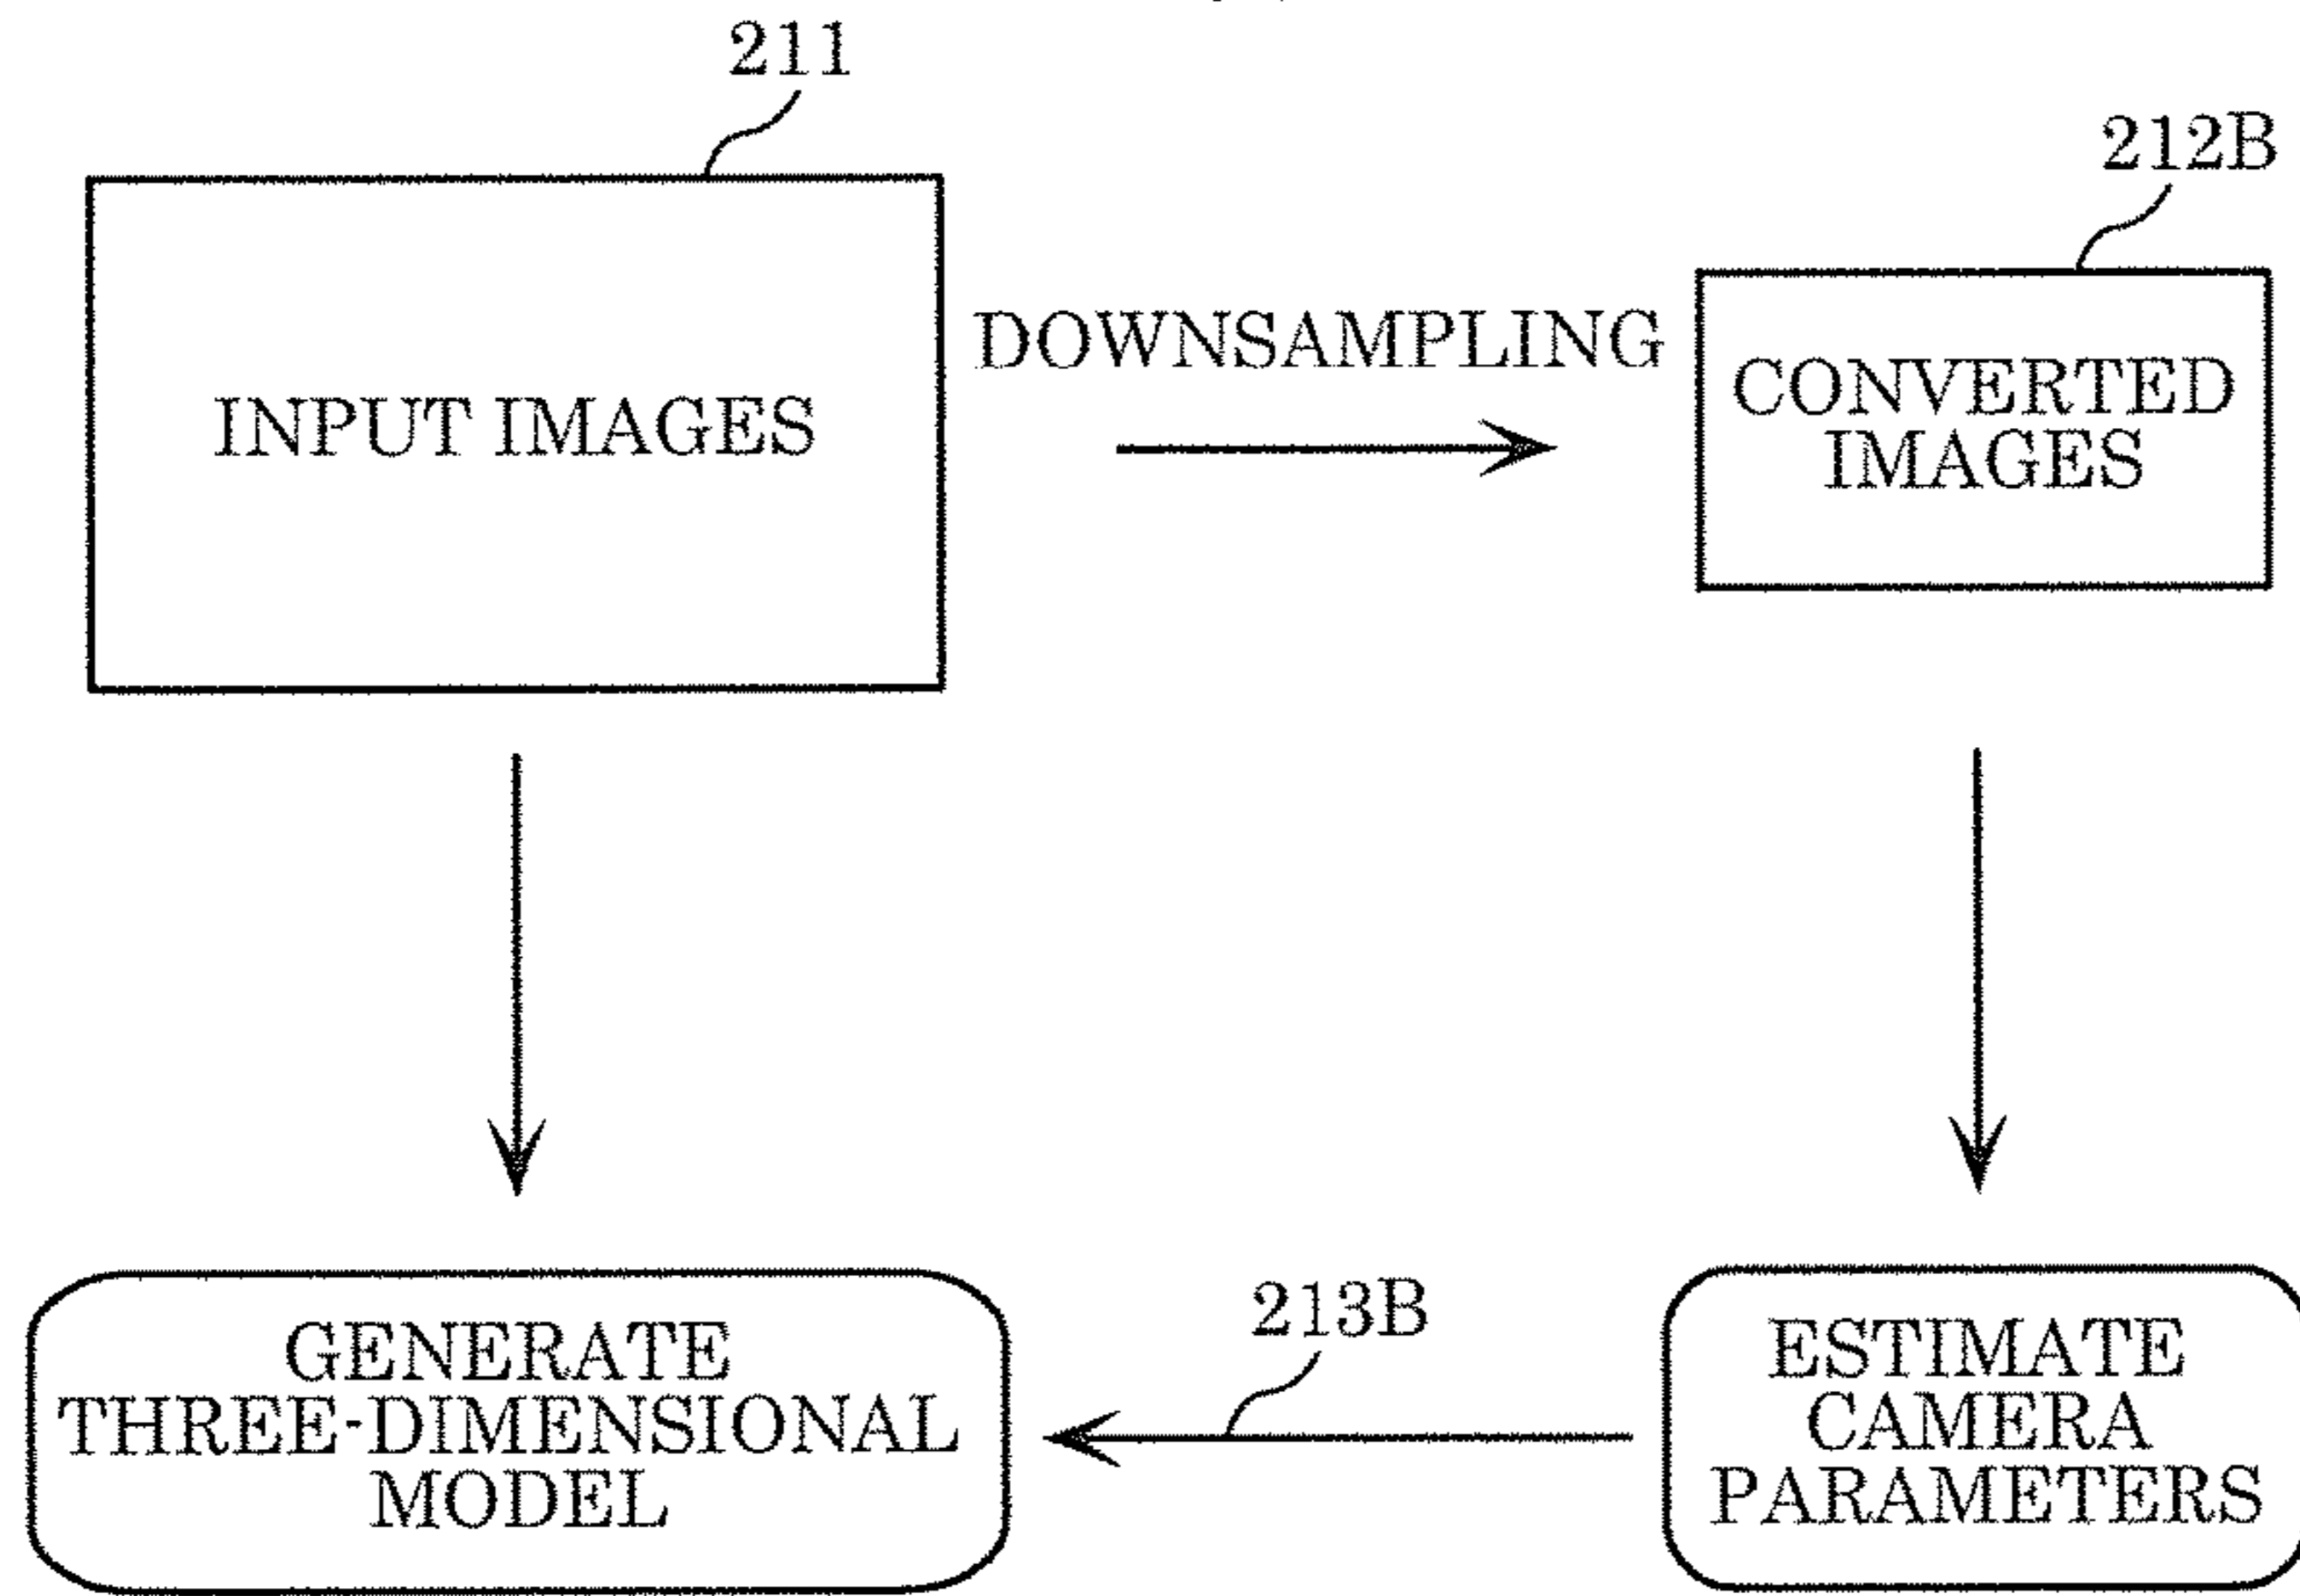 211
212B
INPUT IMAGES
DOWNSAMPLING
CONVERTED
IMAGES
GENERATE
THREE-DIMENSIONAL
MODEL
213B
ESTIMATE
CAMERA
PARAMETERS